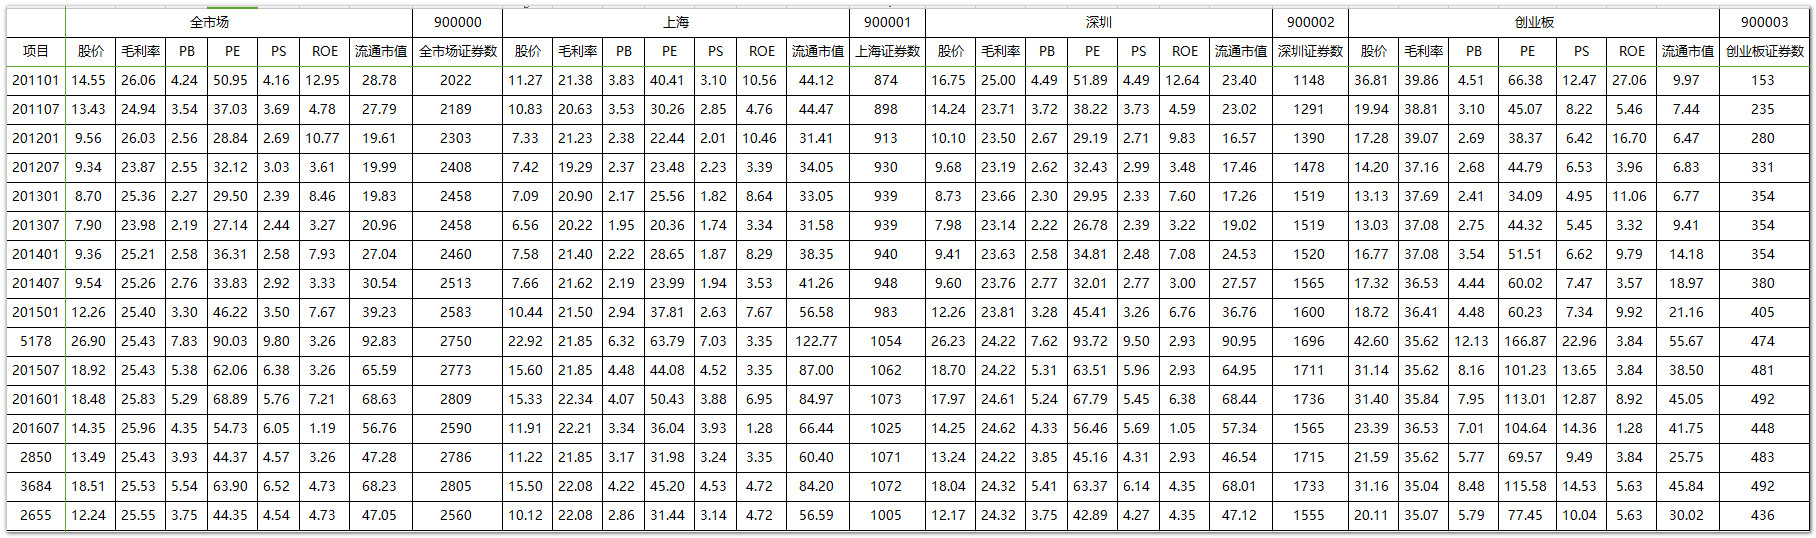 全市场 900000 上海 900001 深圳 900002 创业板 900003
项目 股价 毛利率 PB PE PS ROE 流通市值 全市场证券数 股价 毛利率 PB PE PS ROE 流通市值 上海证券数 股价 毛利率 PB PE PS ROE 流通市值 深圳证券数 股价 毛利率 PB PE PS ROE 流通市值 创业板证券数
201101 14.55 26.06 4.24 50.95 4.16 12.95 28.78 2022 11.27 21.38 3.83 40.41 3.10 10.56 44.12 874 16.75 25.00 4.49 51.89 4.49 12.64 23.40 1148 36.81 39.86 4.51 66.38 12.47 27.06 9.97 153
201107 13.43 24.94 3.54 37.03 3.69 4.78 27.79 2189 10.83 20.63 3.53 30.26 2.85 4.76 44.47 898 14.24 23.71 3.72 38.22 3.73 4.59 23.02 1291 19.94 38.81 3.10 45.07 8.22 5.46 7.44 235
201201 9.56 26.03 2.56 28.84 2.69 10.77 19.61 2303 7.33 21.23 2.38 22.44 2.01 10.46 31.41 913 10.10 23.50 2.67 29.19 2.71 9.83 16.57 1390 17.28 39.07 2.69 38.37 6.42 16.70 6.47 280
201207 9.34 23.87 2.55 32.12 3.03 3.61 19.99 2408 7.42 19.29 2.37 23.48 2.23 3.39 34.05 930 9.68 23.19 2.62 32.43 2.99 3.48 17.46 1478 14.20 37.16 2.68 44.79 6.53 3.96 6.83 331
201301 8.70 25.36 2.27 29.50 2.39 8.46 19.83 2458 7.09 20.90 2.17 25.56 1.82 8.64 33.05 939 8.73 23.66 2.30 29.95 2.33 7.60 17.26 1519 13.13 37.69 2.41 34.09 4.95 11.06 6.77 354
201307 7.90 23.98 2.19 27.14 2.44 3.27 20.96 2458 6.56 20.22 1.95 20.36 1.74 3.34 31.58 939 7.98 23.14 2.22 26.78 2.39 3.22 19.02 1519 13.03 37.08 2.75 44.32 5.45 3.32 9.41 354
201401 9.36 25.21 2.58 36.31 2.58 7.93 27.04 2460 7.58 21.40 2.22 28.65 1.87 8.29 38.35 940 9.41 23.63 2.58 34.81 2.48 7.08 24.53 1520 16.77 37.08 3.54 51.51 6.62 9.79 14.18 354
201407 9.54 25.26 2.76 33.83 2.92 3.33 30.54 2513 7.66 21.62 2.19 23.99 1.94 3.53 41.26 948 9.60 23.76 2.77 32.01 2.77 3.00 27.57 1565 17.32 36.53 4.44 60.02 7.47 3.57 18.97 380
201501 12.26 25.40 3.30 46.22 3.50 7.67 39.23 2583 10.44 21.50 2.94 37.81 2.63 7.67 56.58 983 12.26 23.81 3.28 45.41 3.26 6.76 36.76 1600 18.72 36.41 4.48 60.23 7.34 9.92 21.16 405
5178 26.90 25.43 7.83 90.03 9.80 3.26 92.83 2750 22.92 21.85 6.32 63.79 7.03 3.35 122.77 1054 26.23 24.22 7.62 93.72 9.50 2.93 90.95 1696 42.60 35.62 12.13 166.87 22.96 3.84 55.67 474
201507 18.92 25.43 5.38 62.06 6.38 3.26 65.59 2773 15.60 21.85 4.48 44.08 4.52 3.35 87.00 1062 18.70 24.22 5.31 63.51 5.96 2.93 64.95 1711 31.14 35.62 8.16 101.23 13.65 3.84 38.50 481
201601 18.48 25.83 5.29 68.89 5.76 7.21 68.63 2809 15.33 22.34 4.07 50.43 3.88 6.95 84.97 1073 17.97 24.61 5.24 67.79 5.45 6.38 68.44 1736 31.40 35.84 7.95 113.01 12.87 8.92 45.05 492
201607 14.35 25.96 4.35 54.73 6.05 1.19 56.76 2590 11.91 22.21 3.34 36.04 3.93 1.28 66.44 1025 14.25 24.62 4.33 56.46 5.69 1.05 57.34 1565 23.39 36.53 7.01 104.64 14.36 1.28 41.75 448
2850 13.49 25.43 3.93 44.37 4.57 3.26 47.28 2786 11.22 21.85 3.17 31.98 3.24 3.35 60.40 1071 13.24 24.22 3.85 45.16 4.31 2.93 46.54 1715 21.59 35.62 5.77 69.57 9.49 3.84 25.75 483
3684 18.51 25.53 5.54 63.90 6.52 4.73 68.23 2805 15.50 22.08 4.22 45.20 4.53 4.72 84.20 1072 18.04 24.32 5.41 63.37 6.14 4.35 68.01 1733 31.16 35.04 8.48 115.58 14.53 5.63 45.84 492
2655 12.24 25.55 3.75 44.35 4.54 4.73 47.05 2560 10.12 22.08 2.86 31.44 3.14 4.72 56.59 1005 12.17 24.32 3.75 42.89 4.27 4.35 47.12 1555 20.11 35.07 5.79 77.45 10.04 5.63 30.02 436